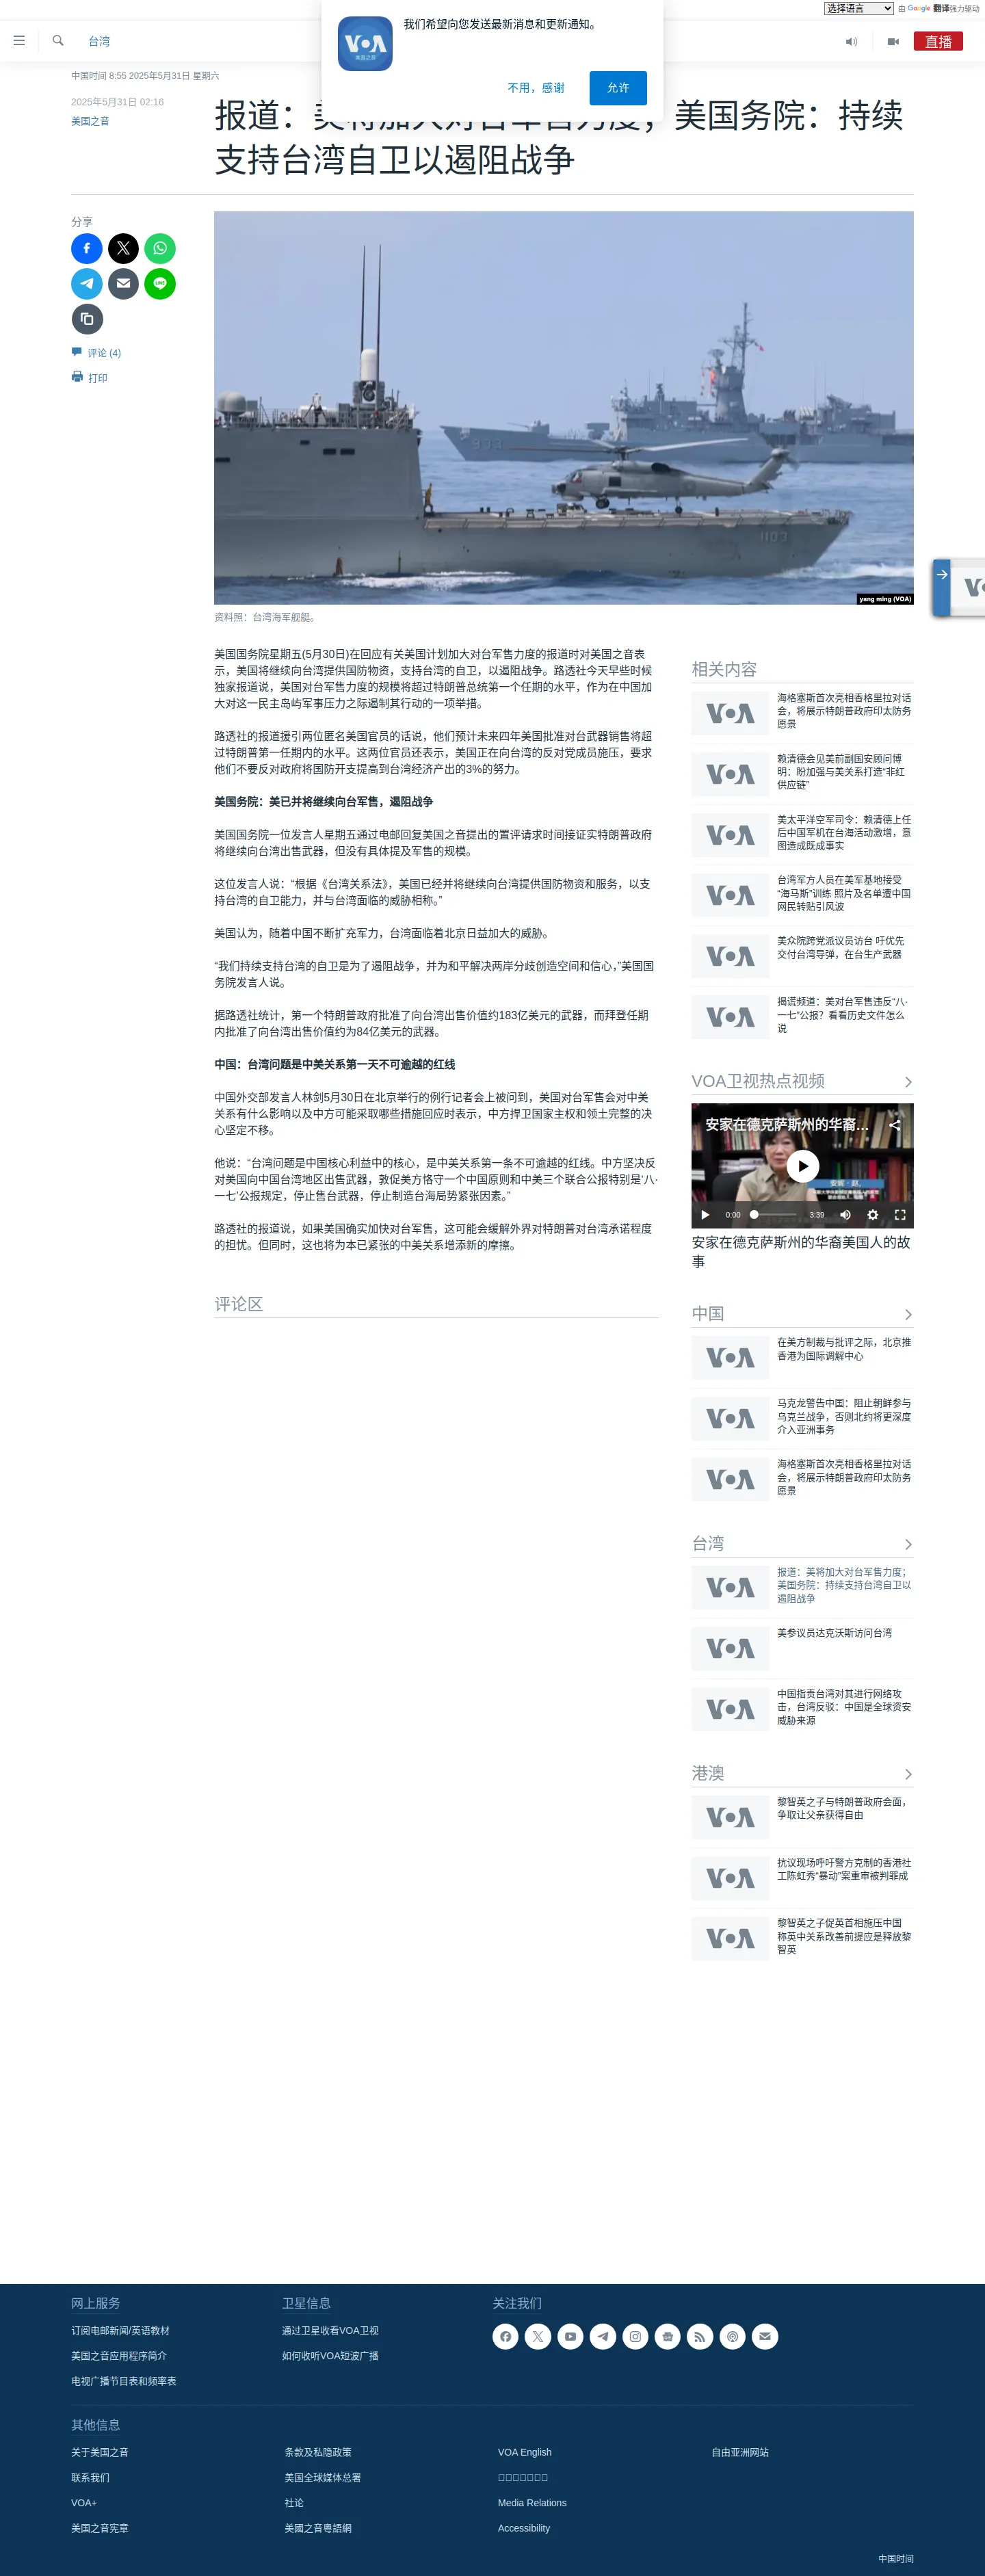 选择语言 由 Google 翻译强力驱动
我们希望向您发送最新消息和更新通知。
不用，感谢
允许
台湾
直播
中国时间 8:55 2025年5月31日 星期六
2025年5月31日 02:16
美国之音
美国务院：持续
支持台湾自卫以遏阻战争
分享
评论 (4)
打印
933
1103
yang ming (VOA)
资料照：台湾海军舰艇。
美国国务院星期五(5月30日)在回应有关美国计划加大对台军售力度的报道时对美国之音表
示，美国将继续向台湾提供国防物资，支持台湾的自卫，以遏阻战争。路透社今天早些时候
独家报道说，美国对台军售力度的规模将超过特朗普总统第一个任期的水平，作为在中国加
大对这一民主岛屿军事压力之际遏制其行动的一项举措。
路透社的报道援引两位匿名美国官员的话说，他们预计未来四年美国批准对台武器销售将超
过特朗普第一任期内的水平。这两位官员还表示，美国正在向台湾的反对党成员施压，要求
他们不要反对政府将国防开支提高到台湾经济产出的3%的努力。
美国务院：美已并将继续向台军售，遏阻战争
美国国务院一位发言人星期五通过电邮回复美国之音提出的置评请求时间接证实特朗普政府
将继续向台湾出售武器，但没有具体提及军售的规模。
这位发言人说：“根据《台湾关系法》，美国已经并将继续向台湾提供国防物资和服务，以支
持台湾的自卫能力，并与台湾面临的威胁相称。”
美国认为，随着中国不断扩充军力，台湾面临着北京日益加大的威胁。
“我们持续支持台湾的自卫是为了遏阻战争，并为和平解决两岸分歧创造空间和信心，”美国国
务院发言人说。
据路透社统计，第一个特朗普政府批准了向台湾出售价值约183亿美元的武器，而拜登任期
内批准了向台湾出售价值约为84亿美元的武器。
中国：台湾问题是中美关系第一天不可逾越的红线
中国外交部发言人林剑5月30日在北京举行的例行记者会上被问到，美国对台军售会对中美
关系有什么影响以及中方可能采取哪些措施回应时表示，中方捍卫国家主权和领土完整的决
心坚定不移。
他说：“台湾问题是中国核心利益中的核心，是中美关系第一条不可逾越的红线。中方坚决反
对美国向中国台湾地区出售武器，敦促美方恪守一个中国原则和中美三个联合公报特别是‘八·
一七’公报规定，停止售台武器，停止制造台海局势紧张因素。”
路透社的报道说，如果美国确实加快对台军售，这可能会缓解外界对特朗普对台湾承诺程度
的担忧。但同时，这也将为本已紧张的中美关系增添新的摩擦。
评论区
相关内容
海格塞斯首次亮相香格里拉对话
会，将展示特朗普政府印太防务
愿景
赖清德会见美前副国安顾问博
明：盼加强与美关系打造“非红
供应链”
美太平洋空军司令：赖清德上任
后中国军机在台海活动激增，意
图造成既成事实
台湾军方人员在美军基地接受
“海马斯”训练 照片及名单遭中国
网民转贴引风波
美众院跨党派议员访台 吁优先
交付台湾导弹，在台生产武器
揭谎频道：美对台军售违反“八·
一七”公报？看看历史文件怎么
说
VOA卫视热点视频
安家在德克萨斯州的华裔...
0:00
3:39
安家在德克萨斯州的华裔美国人的故
事
中国
在美方制裁与批评之际，北京推
香港为国际调解中心
马克龙警告中国：阻止朝鲜参与
乌克兰战争，否则北约将更深度
介入亚洲事务
海格塞斯首次亮相香格里拉对话
会，将展示特朗普政府印太防务
愿景
台湾
报道：美将加大对台军售力度；
美国务院：持续支持台湾自卫以
遏阻战争
美参议员达克沃斯访问台湾
中国指责台湾对其进行网络攻
击，台湾反驳：中国是全球资安
威胁来源
港澳
黎智英之子与特朗普政府会面，
争取让父亲获得自由
抗议现场呼吁警方克制的香港社
工陈虹秀“暴动”案重审被判罪成
黎智英之子促英首相施压中国
称英中关系改善前提应是释放黎
智英
网上服务
订阅电邮新闻/英语教材
美国之音应用程序简介
电视广播节目表和频率表
卫星信息
通过卫星收看VOA卫视
如何收听VOA短波广播
关注我们
其他信息
关于美国之音
联系我们
VOA+
美国之音宪章
条款及私隐政策
美国全球媒体总署
社论
美國之音粵語網
VOA English
Media Relations
Accessibility
自由亚洲网站
中国时间